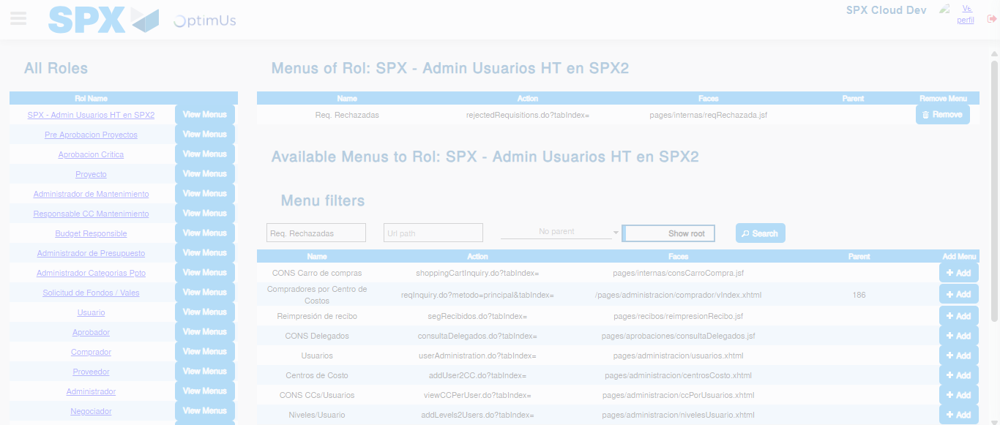 SPX OptimUs
SPX Cloud Dev
perfil
All Roles
Rol Name
SPX - Admin Usuarios HT en SPX2 View Menus
Pre Aprobacion Proyectos View Menus
Aprobacion Critica View Menus
Proyecto View Menus
Administrador de Mantenimiento View Menus
Responsable CC Mantenimiento View Menus
Budget Responsible View Menus
Administrador de Presupuesto View Menus
Administrador Categorias Ppto View Menus
Solicitud de Fondos / Vales View Menus
Usuario View Menus
Aprobador View Menus
Comprador View Menus
Proveedor View Menus
Administrador View Menus
Negociador View Menus
Menus of Rol: SPX - Admin Usuarios HT en SPX2
Name Action Faces Parent Remove Menu
Req. Rechazadas rejectedRequisitions.do?tabIndex= pages/internas/reqRechazada.jsf Remove
Available Menus to Rol: SPX - Admin Usuarios HT en SPX2
Menu filters
Req. Rechazadas Url path No parent Show root Search
Name Action Faces Parent Add Menu
CONS Carro de compras shoppingCartInquiry.do?tabIndex= pages/internas/consCarroCompra.jsf Add
Compradores por Centro de
Costos reqInquiry.do?metodo=principal&tabIndex= /pages/administracion/comprador/vIndex.xhtml 186 Add
Reimpresión de recibo segRecibidos.do?tabIndex= pages/recibos/reimpresionRecibo.jsf Add
CONS Delegados consultaDelegados.do?tabIndex= pages/aprobaciones/consultaDelegados.jsf Add
Usuarios userAdministration.do?tabIndex= pages/administracion/usuarios.xhtml Add
Centros de Costo addUser2CC.do?tabIndex= pages/administracion/centrosCosto.xhtml Add
CONS CCs/Usuarios viewCCPerUser.do?tabIndex= pages/administracion/ccPorUsuarios.xhtml Add
Niveles/Usuario addLevels2Users.do?tabIndex= pages/administracion/nivelesUsuario.xhtml Add